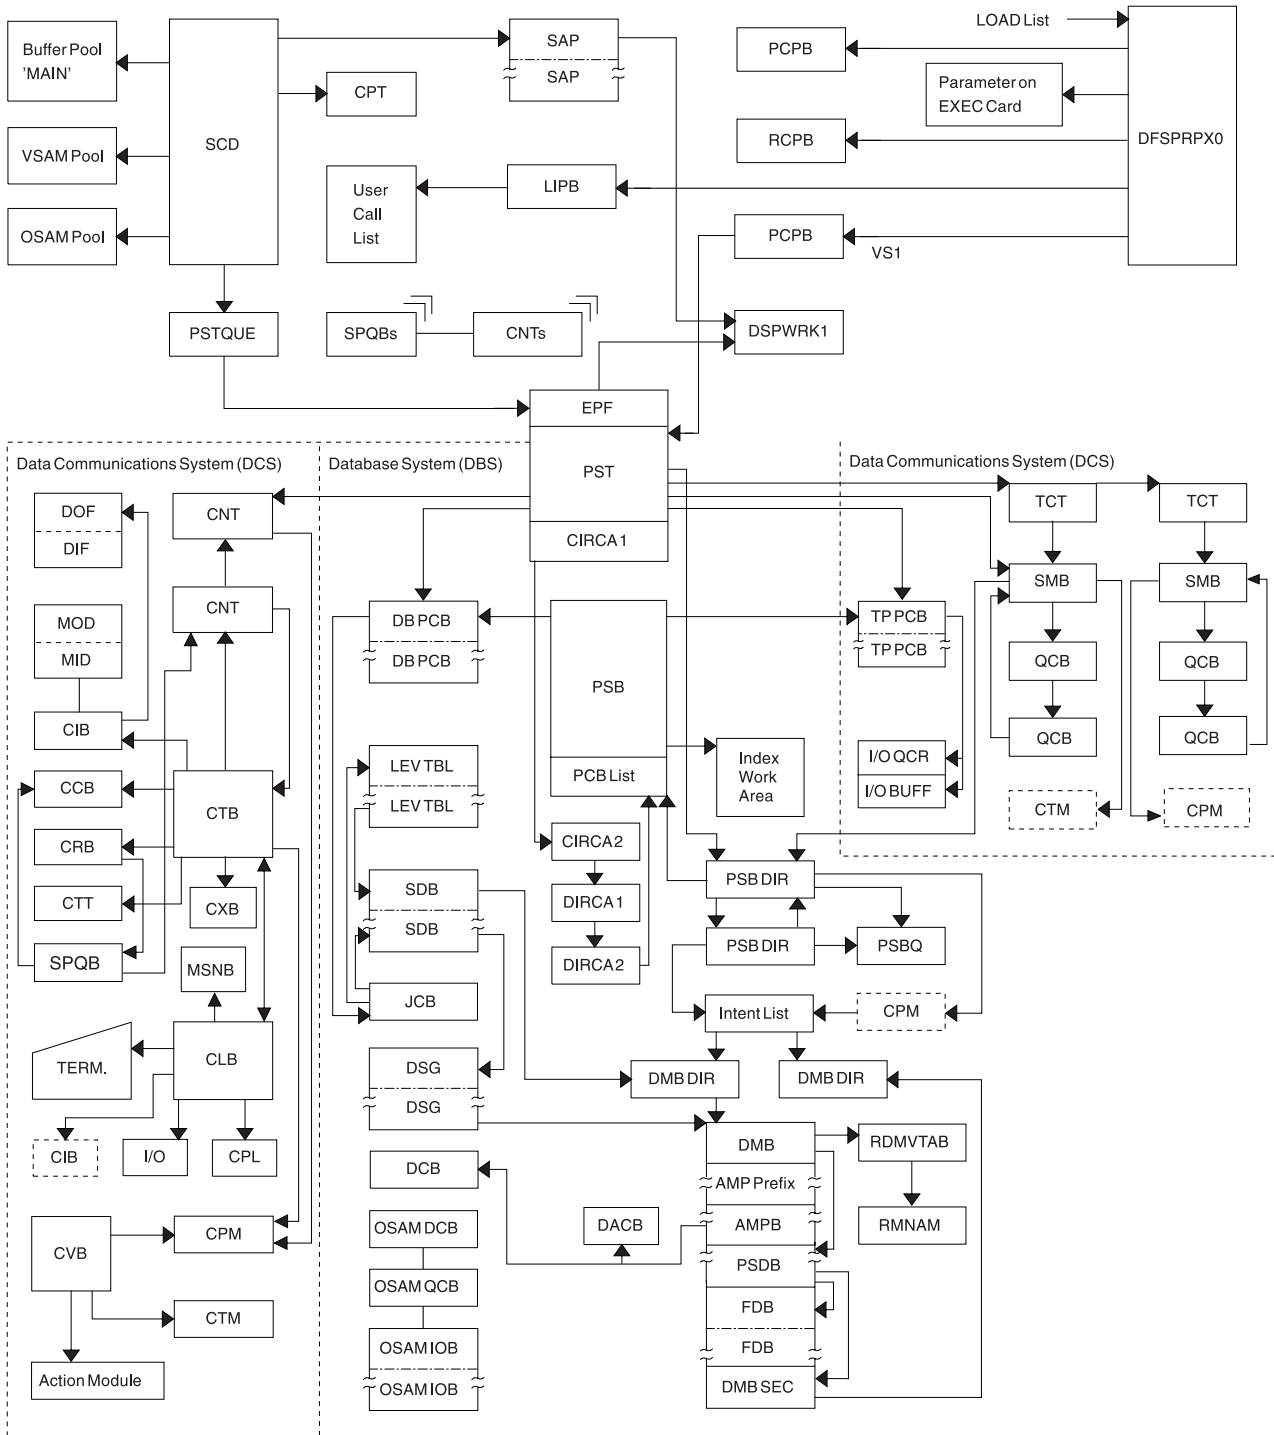 LOAD List
Buffer Pool
'MAIN'
SAP
SAP
PCPB
CPT
Parameter on
EXEC Card
VSAM Pool
SCD
RCPB
DFSPRPX0
User
Call
List
LIPB
OSAM Pool
PCPB
VS1
PSTQUE
SPQBs
CNTs
DSPWRK1
EPF
PST
CIRCA1
Data Communications System (DCS)
Database System (DBS)
Data Communications System (DCS)
DOF
DIF
CNT
TCT
TCT
CNT
SMB
SMB
MOD
MID
DB PCB
DB PCB
PSB
PCB List
TP PCB
TP PCB
QCB
QCB
CIB
QCB
QCB
LEV TBL
LEV TBL
Index
Work
Area
I/O QCR
I/O BUFF
CCB
CTB
CTM
CPM
CRB
CIRCA2
CTT
CXB
SDB
SDB
DIRCA1
PSB DIR
SPQB
DIRCA2
PSB DIR
PSBQ
MSNB
JCB
Intent List
CPM
TERM.
CLB
DSG
DSG
DMB DIR
DMB DIR
CIB
I/O
CPL
DCB
DMB
AMP Prefix
AMPB
PSDB
FDB
FDB
DMB SEC
RDMVTAB
RMNAM
DACB
CVB
CPM
OSAM DCB
OSAM QCB
CTM
OSAM IOB
OSAM IOB
Action Module